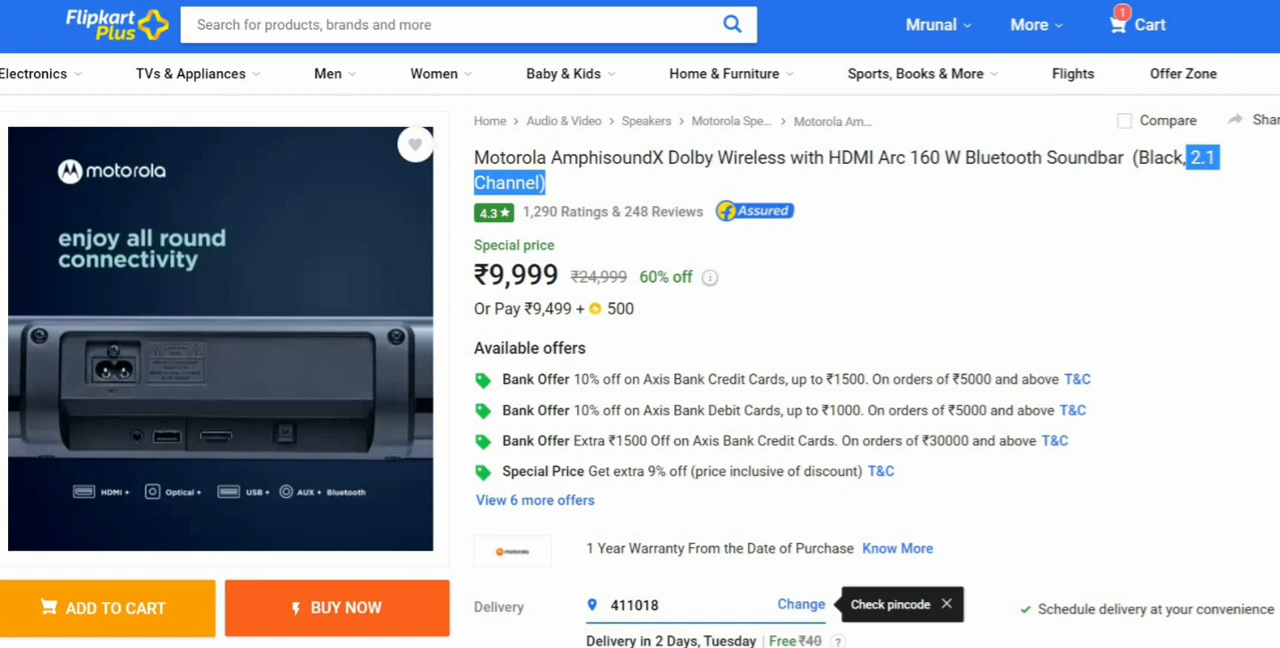 Flipkart
Plus
Search for products, brands and more
Mrunal
More
1
Cart
Electronics
TVs & Appliances
Men
Women
Baby & Kids
Home & Furniture
Sports, Books & More
Flights
Offer Zone
Home > Audio & Video > Speakers > Motorola Spe... > Motorola Am...
Compare
Shar
motorola
enjoy all round
connectivity
HDMI + Optical + USB + AUX + Bluetooth
ADD TO CART
BUY NOW
Motorola AmphisoundX Dolby Wireless with HDMI Arc 160 W Bluetooth Soundbar (Black, 2.1
Channel)
4.3 ★ 1,290 Ratings & 248 Reviews f Assured
Special price
₹9,999 ₹24,999 60% off
Or Pay ₹9,499 + 500
Available offers
Bank Offer 10% off on Axis Bank Credit Cards, up to ₹1500. On orders of ₹5000 and above T&C
Bank Offer 10% off on Axis Bank Debit Cards, up to ₹1000. On orders of ₹5000 and above T&C
Bank Offer Extra ₹1500 Off on Axis Bank Credit Cards. On orders of ₹30000 and above T&C
Special Price Get extra 9% off (price inclusive of discount) T&C
View 6 more offers
motorola
1 Year Warranty From the Date of Purchase Know More
Delivery
411018
Change
Check pincode
Schedule delivery at your convenience
Delivery in 2 Days, Tuesday | Free ₹40 ?